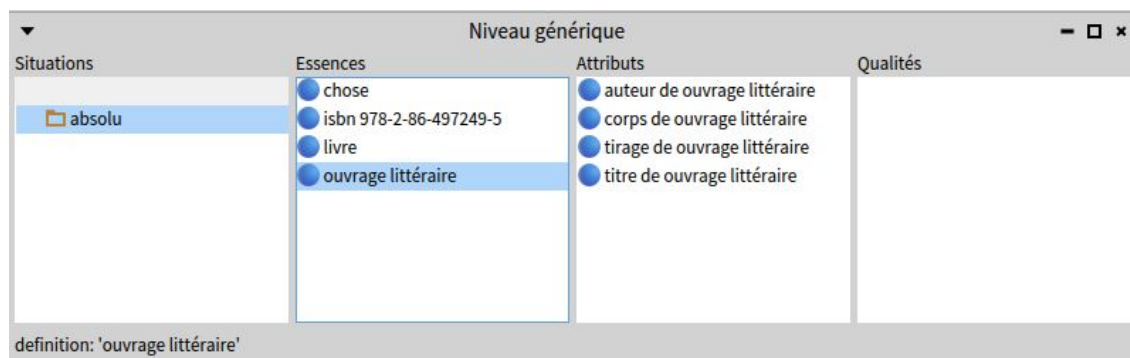 Niveau générique
Situations
Essences
Attributs
Qualités
absolu
chose
isbn 978-2-86-497249-5
livre
ouvrage littéraire
auteur de ouvrage littéraire
corps de ouvrage littéraire
tirage de ouvrage littéraire
titre de ouvrage littéraire
definition: 'ouvrage littéraire'